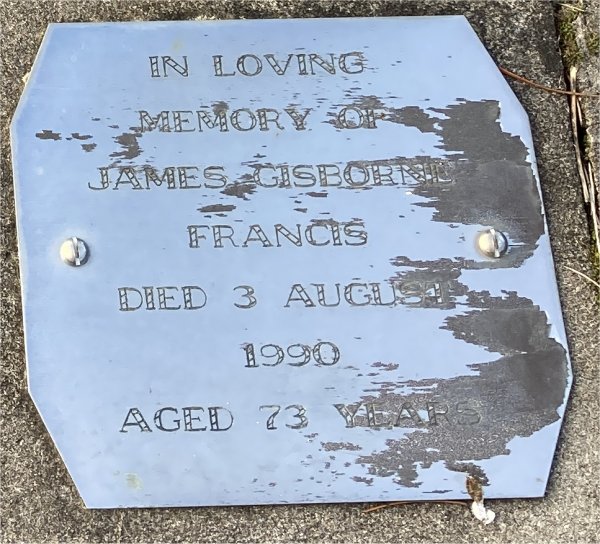 IN LOVING
MEMORY OF
JAMES GISBORNE
FRANCIS
DIED 3 AUGUST
1990
AGED 73 YEARS